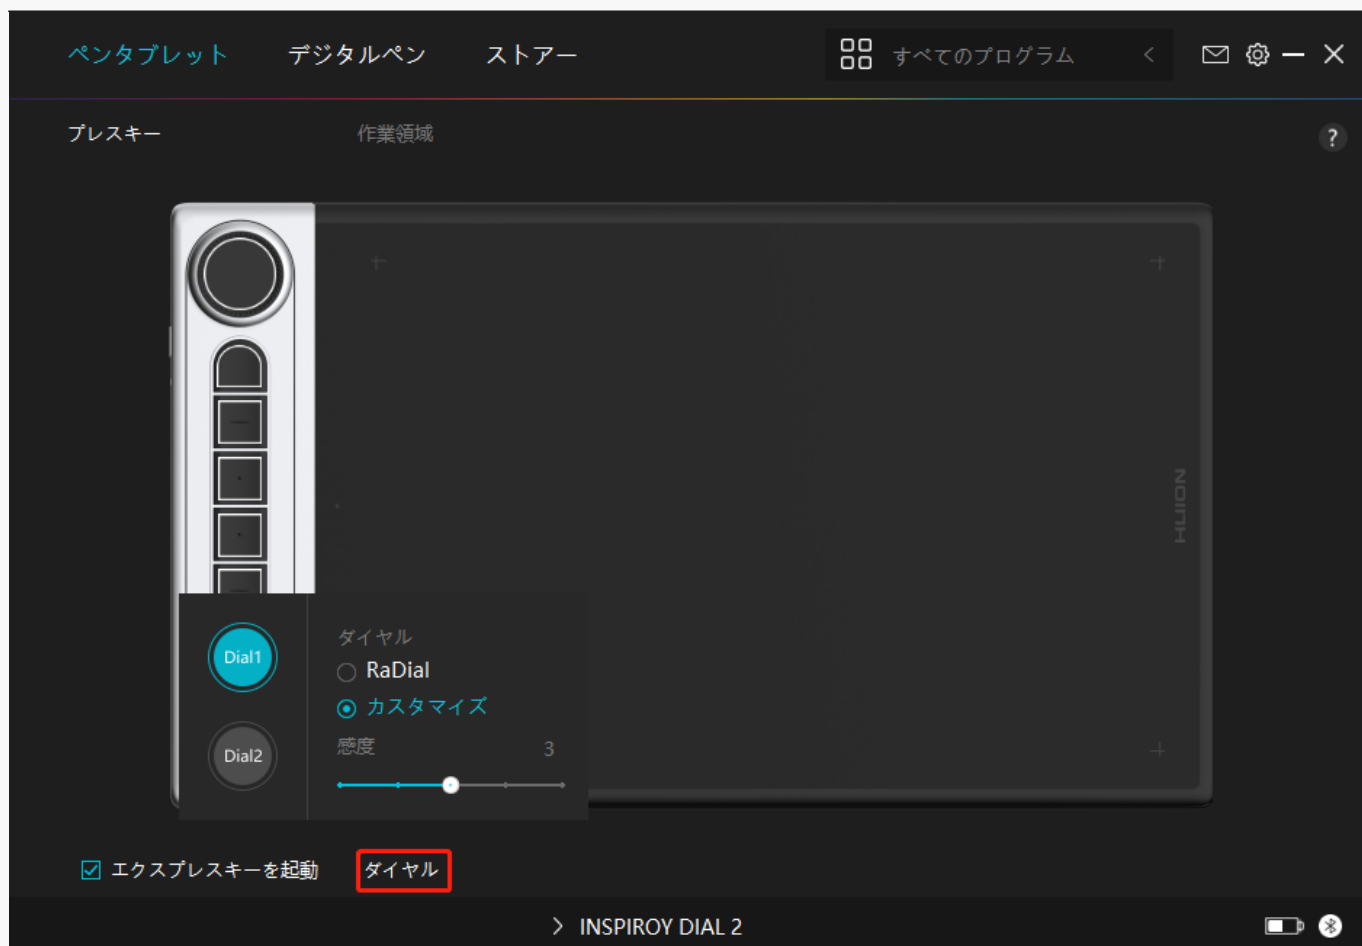 ペンタブレット デジタルペン ストアー すべてのプログラム
プレスキー 作業領域 ?
HUION
Dial1
Dial2
ダイヤル
RaDial
カスタマイズ
感度 3
エクスプレスキーを起動 ダイヤル
INSPIROY DIAL 2